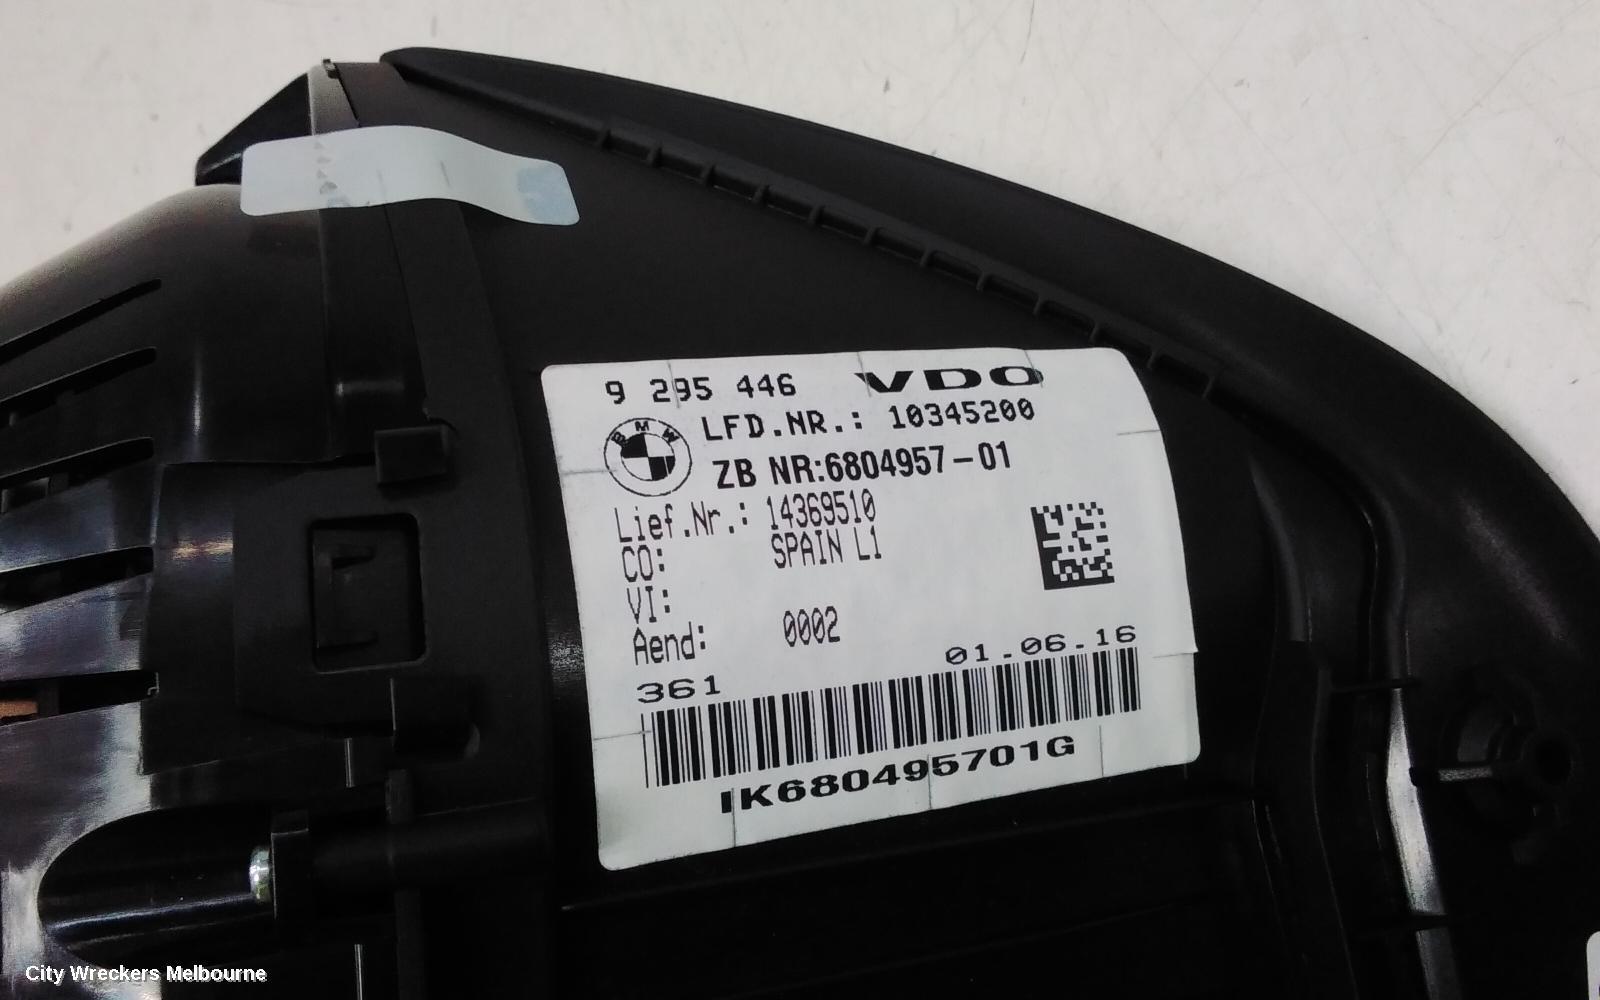 9 295 446 VDO
BMW
LFD.NR.: 10345200
ZB NR:6804957-01
Lief.Nr.: 14369510
CO: SPAIN L1
VI:
Aend: 0002
361 01.06.16
IK680495701G
City Wreckers Melbourne